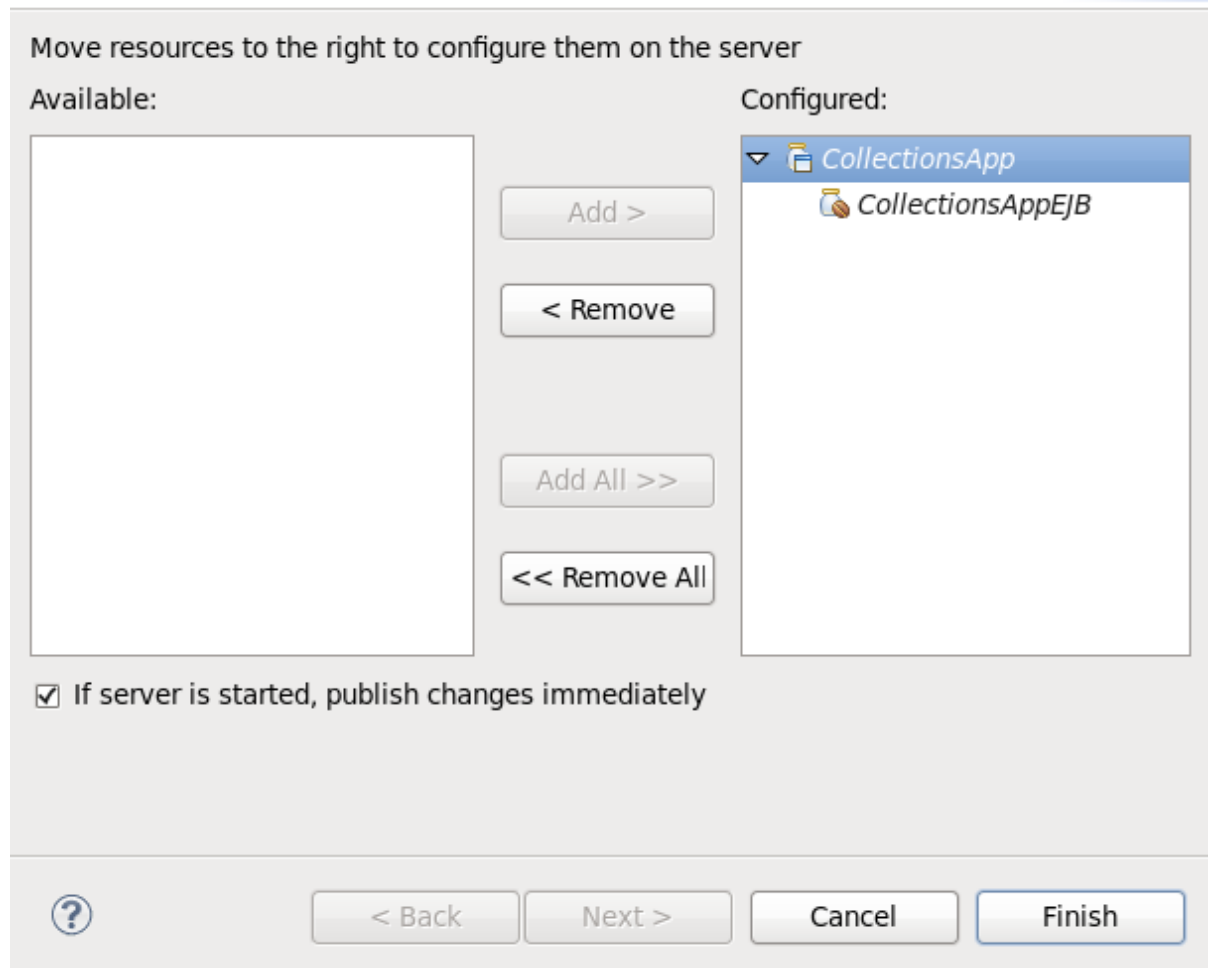 Move resources to the right to configure them on the server
Available:
Configured:
CollectionsApp
CollectionsAppEJB
Add >
< Remove
Add All >>
<< Remove All
If server is started, publish changes immediately
?
< Back
Next >
Cancel
Finish